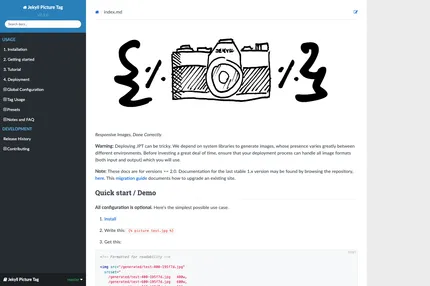 Jekyll Picture Tag
Search docs
USAGE
1. Installation
2. Getting started
3. Tutorial
4. Deployment
Global Configuration
Tag Usage
Presets
Notes and FAQ
DEVELOPMENT
Release History
Contributing
Jekyll Picture Tag
index.md
{% JEKYLL %}
Responsive Images, Done Correctly.
Warning: Deploying JPT can be tricky. We depend on system libraries to generate images, whose presence varies greatly between
different environments. Before investing a great deal of time, ensure that your deployment process can handle all image formats
(both input and output) which you will use.
Note: These docs are for versions >= 2.0. Documentation for the last stable 1.x version may be found by browsing the repository,
here. This migration guide documents how to upgrade an existing site.
Quick start / Demo
All configuration is optional. Here's the simplest possible use case.
1. Install
2. Write this: {% picture test.jpg %}
3. Get this:
<!-- Formatted for readability -->
<img src="/generated/test-800-195f7d.jpg"
srcset="
/generated/test-400-195f7d.jpg 400w,
/generated/test-600-195f7d.jpg 600w,